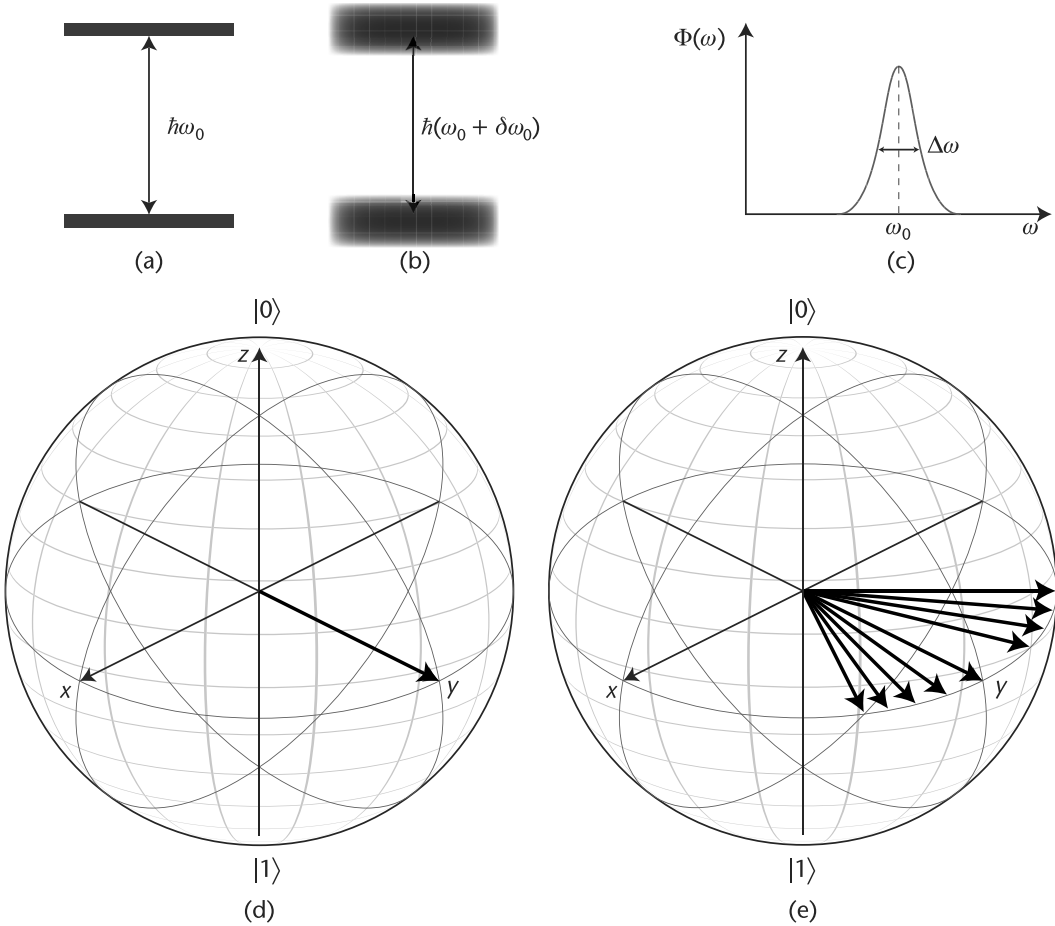 ħω₀
ħ(ω₀ + δω₀)
Φ(ω)
Δω
ω₀
ω
(a)
(b)
(c)
|0⟩
z
x
y
|1⟩
(d)
|0⟩
z
x
y
|1⟩
(e)